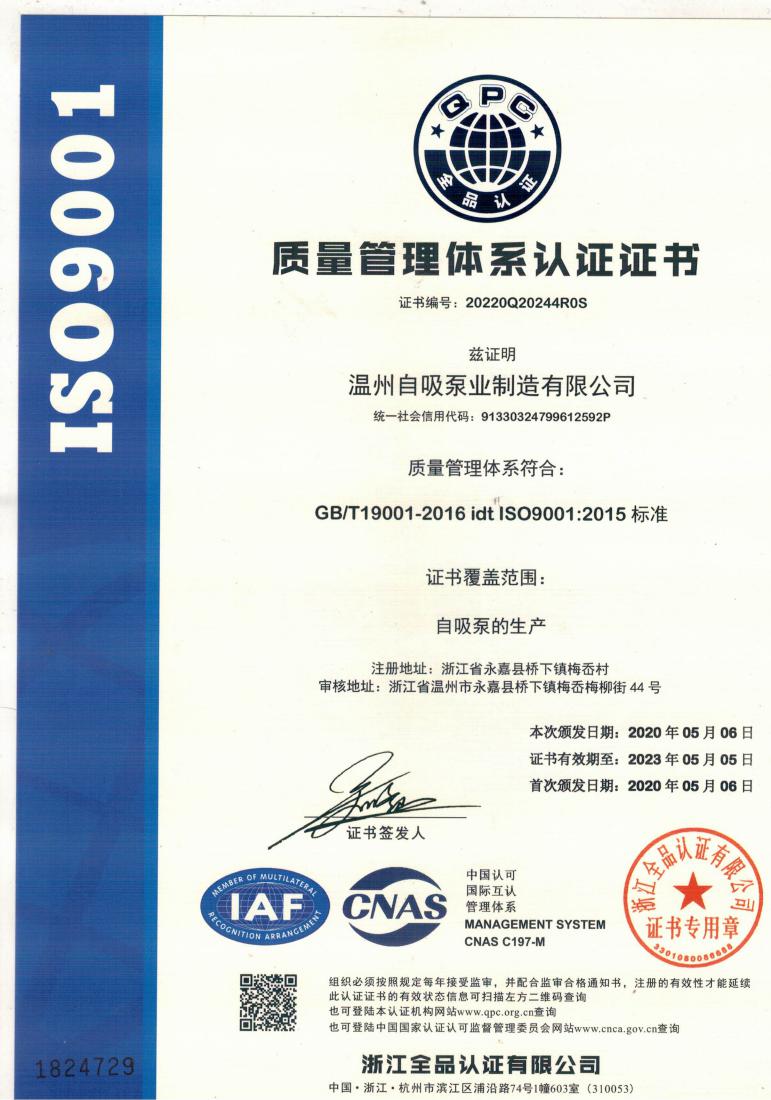 ISO9001
QPC
全品认证
质量管理体系认证证书
证书编号：20220Q20244R0S
兹证明
温州自吸泵业制造有限公司
统一社会信用代码：91330324799612592P
质量管理体系符合：
GB/T19001-2016 idt ISO9001:2015 标准
证书覆盖范围：
自吸泵的生产
注册地址：浙江省永嘉县桥下镇梅岙村
审核地址：浙江省温州市永嘉县桥下镇梅岙梅柳街 44 号
本次颁发日期：2020 年 05 月 06 日
证书有效期至：2023 年 05 月 05 日
首次颁发日期：2020 年 05 月 06 日
证书签发人
MEMBER OF MULTILATERAL
IAF
RECOGNITION ARRANGEMENT
CNAS
中国认可
国际互认
管理体系
MANAGEMENT SYSTEM
CNAS C197-M
浙江全品认证有限公司
证书专用章
组织必须按照规定每年接受监审，并配合监审合格通知书，注册的有效性才能延续
此认证证书的有效状态信息可扫描左方二维码查询
也可登陆本认证机构网站www.qpc.org.cn查询
也可登陆中国国家认证认可监督管理委员会网站www.cnca.gov.cn查询
1824729
浙江全品认证有限公司
中国·浙江·杭州市滨江区浦沿路74号1幢603室（310053）